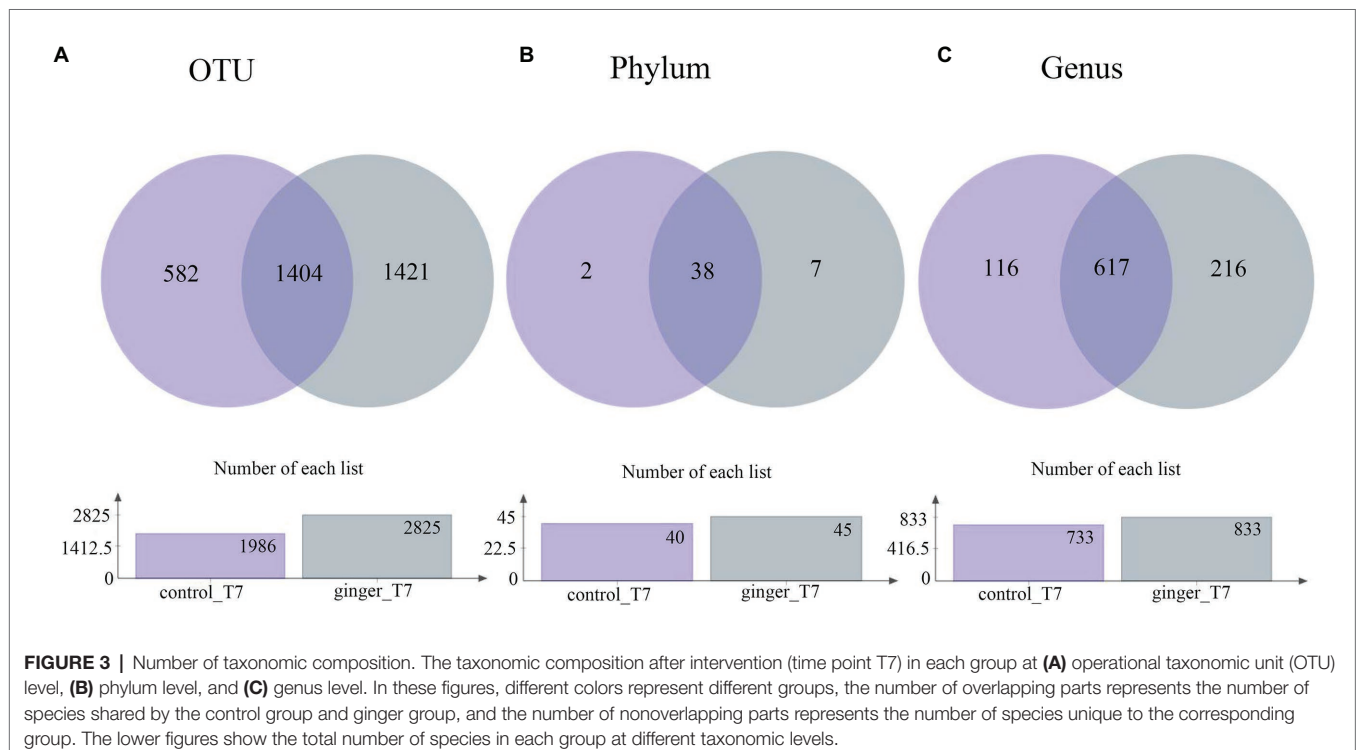 A
OTU
B
Phylum
C
Genus
582
1404
1421
2
38
7
116
617
216
Number of each list
2825
1412.5
0
1986
2825
control_T7
ginger_T7
Number of each list
45
22.5
0
40
45
control_T7
ginger_T7
Number of each list
833
416.5
0
733
833
control_T7
ginger_T7
FIGURE 3 | Number of taxonomic composition. The taxonomic composition after intervention (time point T7) in each group at (A) operational taxonomic unit (OTU)
level, (B) phylum level, and (C) genus level. In these figures, different colors represent different groups, the number of overlapping parts represents the number of
species shared by the control group and ginger group, and the number of nonoverlapping parts represents the number of species unique to the corresponding
group. The lower figures show the total number of species in each group at different taxonomic levels.